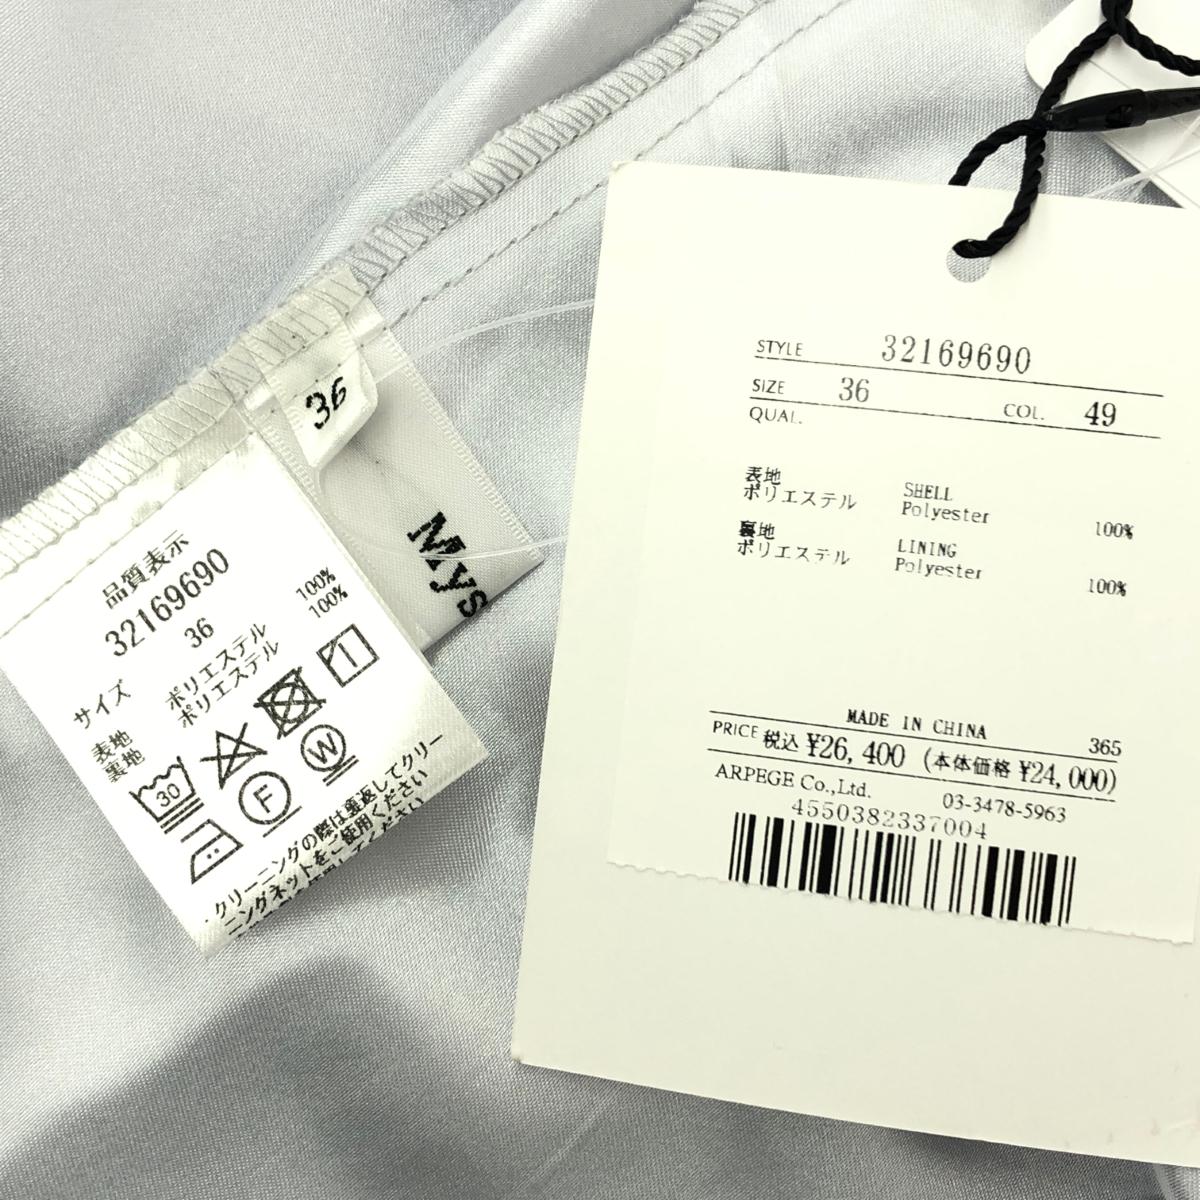 STYLE 32169690
SIZE 36 COL. 49
QUAL.
表地 SHELL
ポリエステル Polyester 100%
裏地 LINING
ポリエステル Polyester 100%
MADE IN CHINA 365
PRICE 税込 ¥26,400 (本体価格 ¥24,000)
ARPEGE Co.,Ltd. 03-3478-5963
4550382337004
36
Mys
品質表示
32169690
サイズ 36
表地 ポリエステル 100%
裏地 ポリエステル 100%
30
F W
・クリーニングの際は裏返してクリー
ニングネットをご使用ください